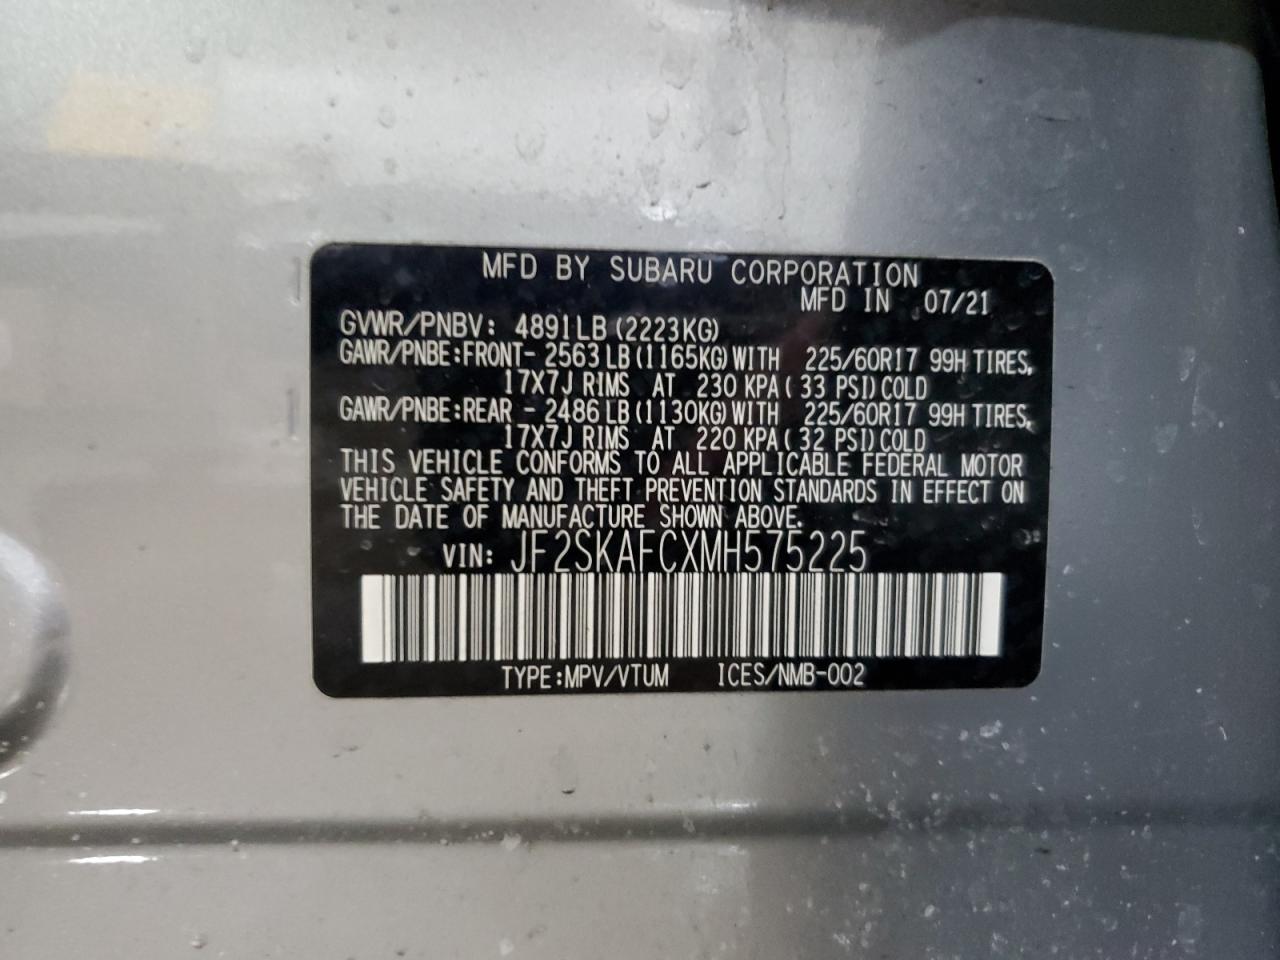 MFD BY SUBARU CORPORATION
MFD IN 07/21
GVWR/PNBV: 4891LB (2223KG)
GAWR/PNBE:FRONT- 2563LB(1165KG)WITH 225/60R17 99H TIRES,
17X7J RIMS AT 230 KPA( 33 PSI)COLD
GAWR/PNBE:REAR - 2486LB(1130KG)WITH 225/60R17 99H TIRES,
17X7J RIMS AT 220 KPA( 32 PSI)COLD
THIS VEHICLE CONFORMS TO ALL APPLICABLE FEDERAL MOTOR
VEHICLE SAFETY AND THEFT PREVENTION STANDARDS IN EFFECT ON
THE DATE OF MANUFACTURE SHOWN ABOVE.
VIN: JF2SKAFCXMH575225
TYPE:MPV/VTUM ICES/NMB-002